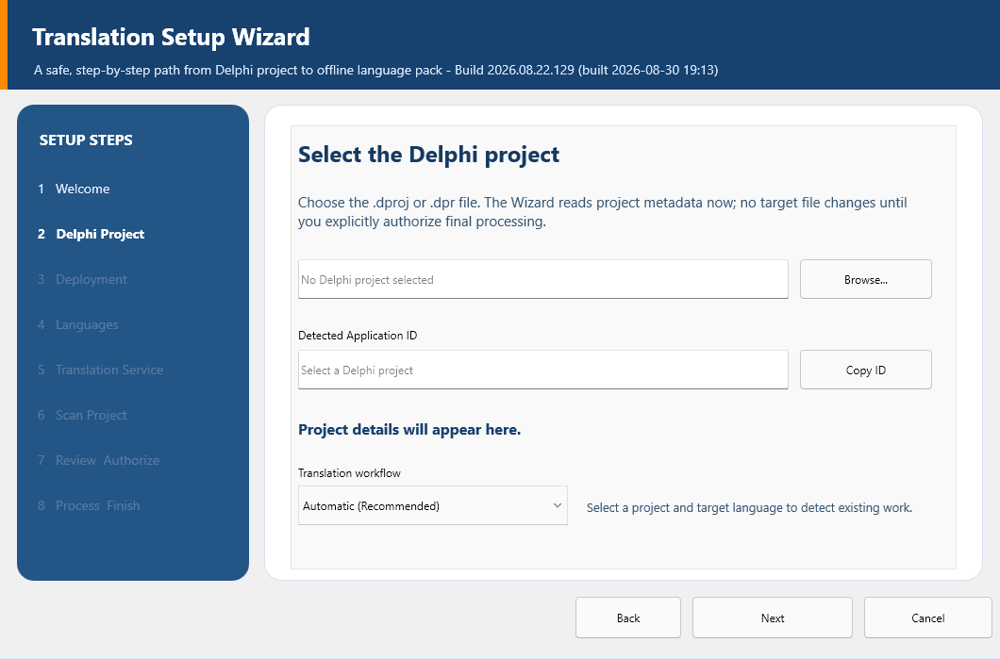 Translation Setup Wizard
A safe, step-by-step path from Delphi project to offline language pack - Build 2026.08.22.129 (built 2026-08-30 19:13)
SETUP STEPS
1 Welcome
2 Delphi Project
3 Deployment
4 Languages
5 Translation Service
6 Scan Project
7 Review  Authorize
8 Process  Finish
Select the Delphi project
Choose the .dproj or .dpr file. The Wizard reads project metadata now; no target file changes until
you explicitly authorize final processing.
No Delphi project selected
Browse...
Detected Application ID
Select a Delphi project
Copy ID
Project details will appear here.
Translation workflow
Automatic (Recommended)
Select a project and target language to detect existing work.
Back
Next
Cancel